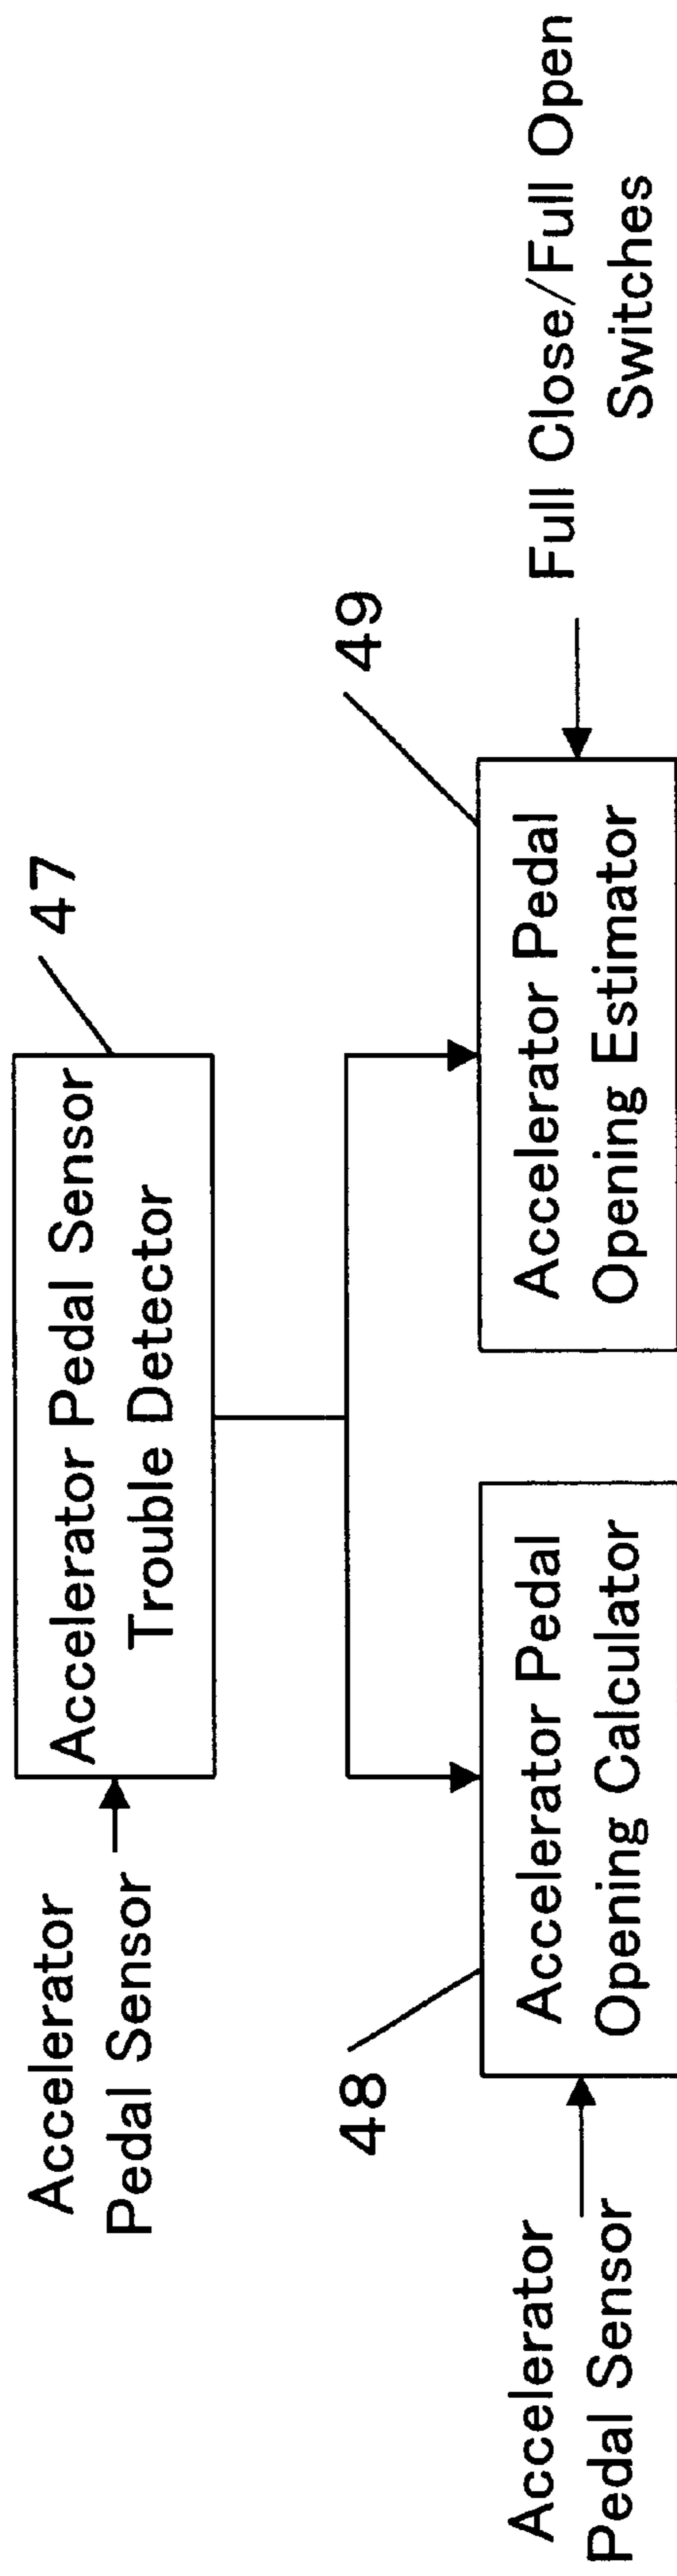 Accelerator
Pedal Sensor
Accelerator Pedal Sensor
Trouble Detector
47
48
49
Accelerator
Pedal Sensor
Accelerator Pedal
Opening Calculator
Accelerator Pedal
Opening Estimator
Full Close/Full Open
Switches